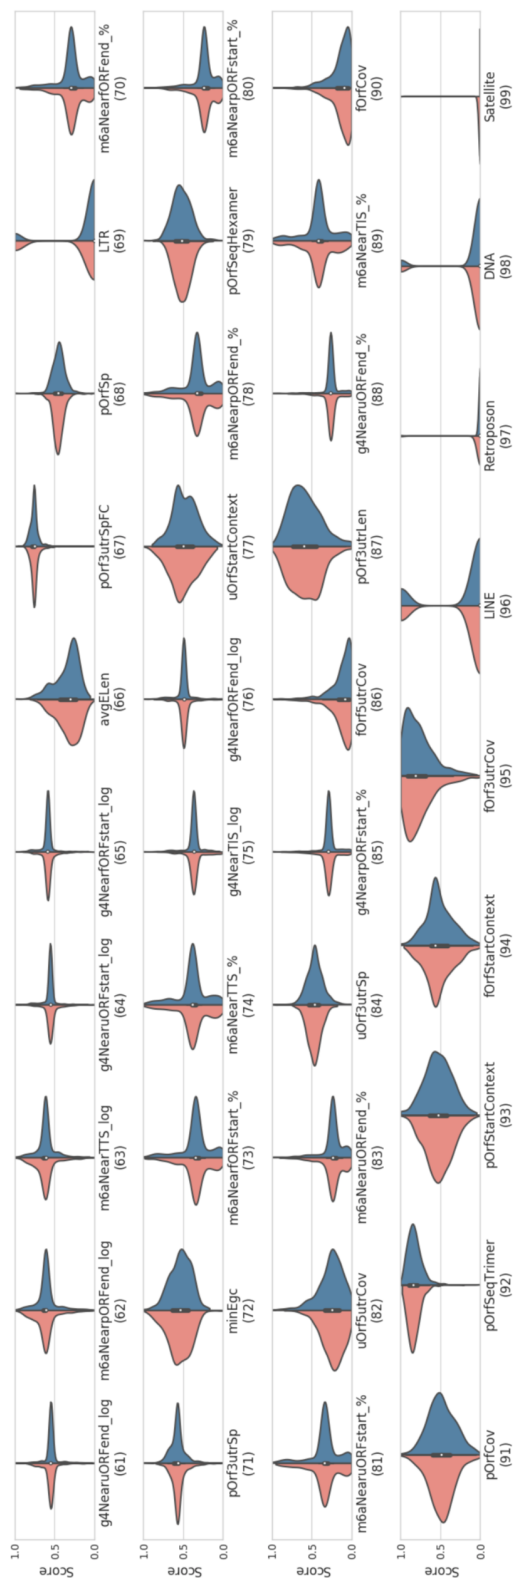 Score
1.0
0.5
0.0
g4NearuORFend_log
(61)
m6aNearpORFend_log
(62)
m6aNearTTS_log
(63)
g4NearuORFstart_log
(64)
g4NearfORFstart_log
(65)
avgELen
(66)
pOrf3utrSpFC
(67)
pOrfSp
(68)
LTR
(69)
m6aNearfORFend_%
(70)
Score
1.0
0.5
0.0
pOrf3utrSp
(71)
minEgc
(72)
m6aNearfORFstart_%
(73)
m6aNearTTS_%
(74)
g4NearTIS_log
(75)
g4NearfORFend_log
(76)
uOrfStartContext
(77)
m6aNearpORFend_%
(78)
pOrfSeqHexamer
(79)
m6aNearpORFstart_%
(80)
Score
1.0
0.5
0.0
m6aNearuORFstart_%
(81)
uOrf5utrCov
(82)
m6aNearuORFend_%
(83)
uOrf3utrSp
(84)
g4NearpORFstart_%
(85)
fOrf5utrCov
(86)
pOrf3utrLen
(87)
g4NearuORFend_%
(88)
m6aNearTIS_%
(89)
fOrfCov
(90)
Score
1.0
0.5
0.0
pOrfCov
(91)
pOrfSeqTrimer
(92)
pOrfStartContext
(93)
fOrfStartContext
(94)
fOrf3utrCov
(95)
LINE
(96)
Retroposon
(97)
DNA
(98)
Satellite
(99)